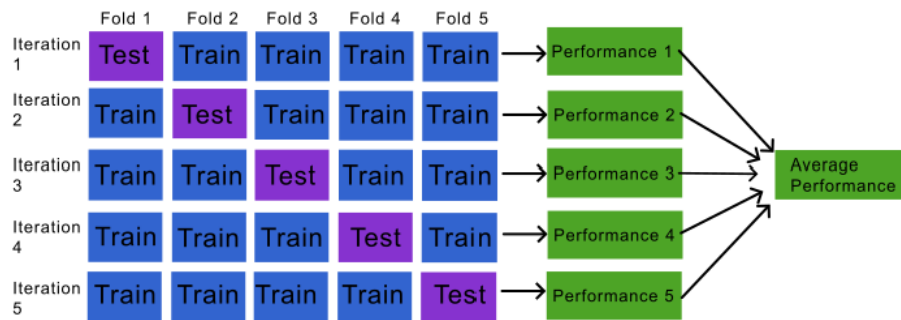 Fold 1 Fold 2 Fold 3 Fold 4 Fold 5
Iteration
1
Test Train Train Train Train
Performance 1
Iteration
2
Train Test Train Train Train
Performance 2
Iteration
3
Train Train Test Train Train
Performance 3
Average
Performance
Iteration
4
Train Train Train Test Train
Performance 4
Iteration
5
Train Train Train Train Test
Performance 5